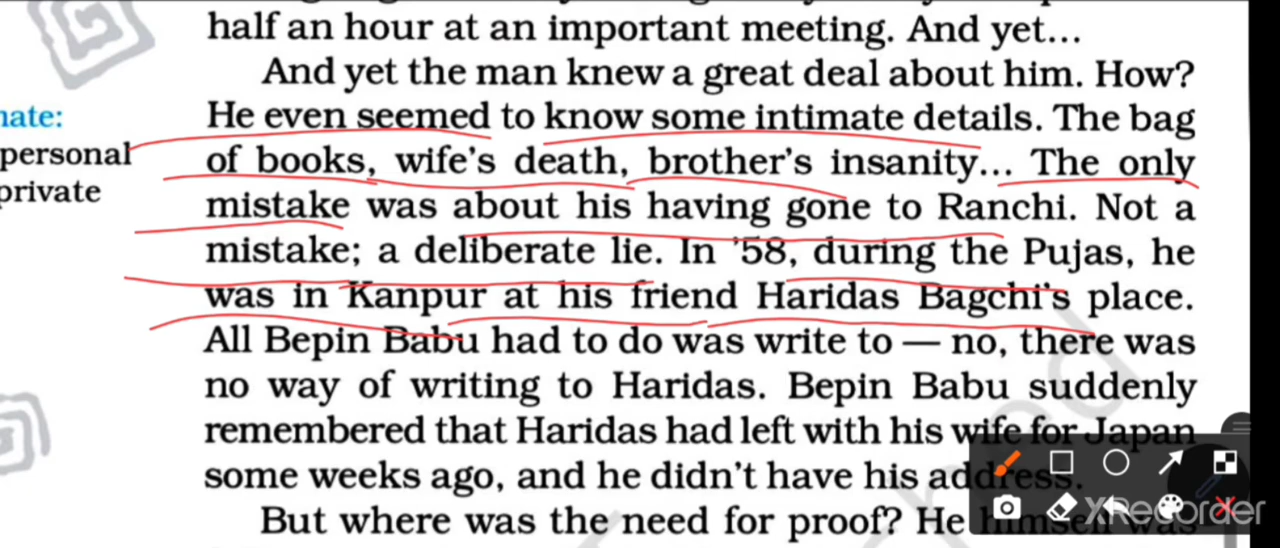 half an hour at an important meeting. And yet...
And yet the man knew a great deal about him. How?
nate:
He even seemed to know some intimate details. The bag
personal
of books, wife's death, brother's insanity... The only
private
mistake was about his having gone to Ranchi. Not a
mistake; a deliberate lie. In '58, during the Pujas, he
was in Kanpur at his friend Haridas Bagchi's place.
All Bepin Babu had to do was write to — no, there was
no way of writing to Haridas. Bepin Babu suddenly
remembered that Haridas had left with his wife for Japan
some weeks ago, and he didn't have his address.
But where was the need for proof? He himself was
XRecorder